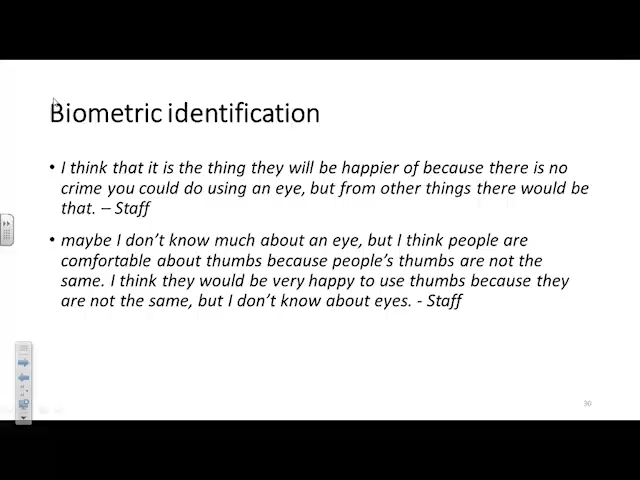 Biometric identification
• I think that it is the thing they will be happier of because there is no
crime you could do using an eye, but from other things there would be
that. – Staff
• maybe I don't know much about an eye, but I think people are
comfortable about thumbs because people's thumbs are not the
same. I think they would be very happy to use thumbs because they
are not the same, but I don't know about eyes. - Staff
30